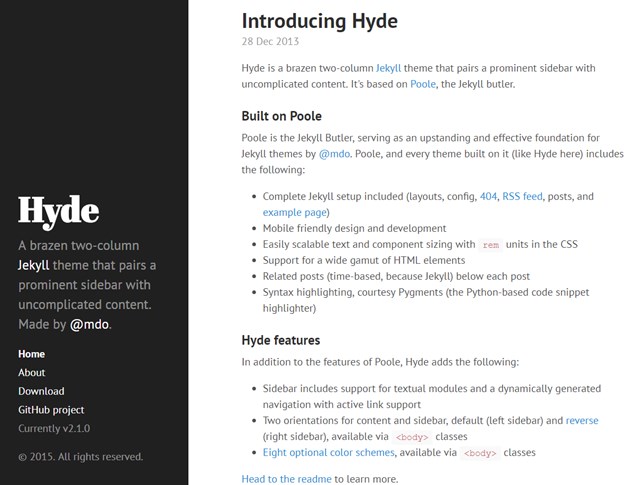 Hyde
A brazen two-column
Jekyll theme that pairs a
prominent sidebar with
uncomplicated content.
Made by @mdo.
Home
About
Download
GitHub project
Currently v2.1.0
© 2015. All rights reserved.
Introducing Hyde
28 Dec 2013
Hyde is a brazen two-column Jekyll theme that pairs a prominent sidebar with
uncomplicated content. It's based on Poole, the Jekyll butler.
Built on Poole
Poole is the Jekyll Butler, serving as an upstanding and effective foundation for
Jekyll themes by @mdo. Poole, and every theme built on it (like Hyde here) includes
the following:
• Complete Jekyll setup included (layouts, config, 404, RSS feed, posts, and
example page)
• Mobile friendly design and development
• Easily scalable text and component sizing with rem units in the CSS
• Support for a wide gamut of HTML elements
• Related posts (time-based, because Jekyll) below each post
• Syntax highlighting, courtesy Pygments (the Python-based code snippet
highlighter)
Hyde features
In addition to the features of Poole, Hyde adds the following:
• Sidebar includes support for textual modules and a dynamically generated
navigation with active link support
• Two orientations for content and sidebar, default (left sidebar) and reverse
(right sidebar), available via <body> classes
• Eight optional color schemes, available via <body> classes
Head to the readme to learn more.